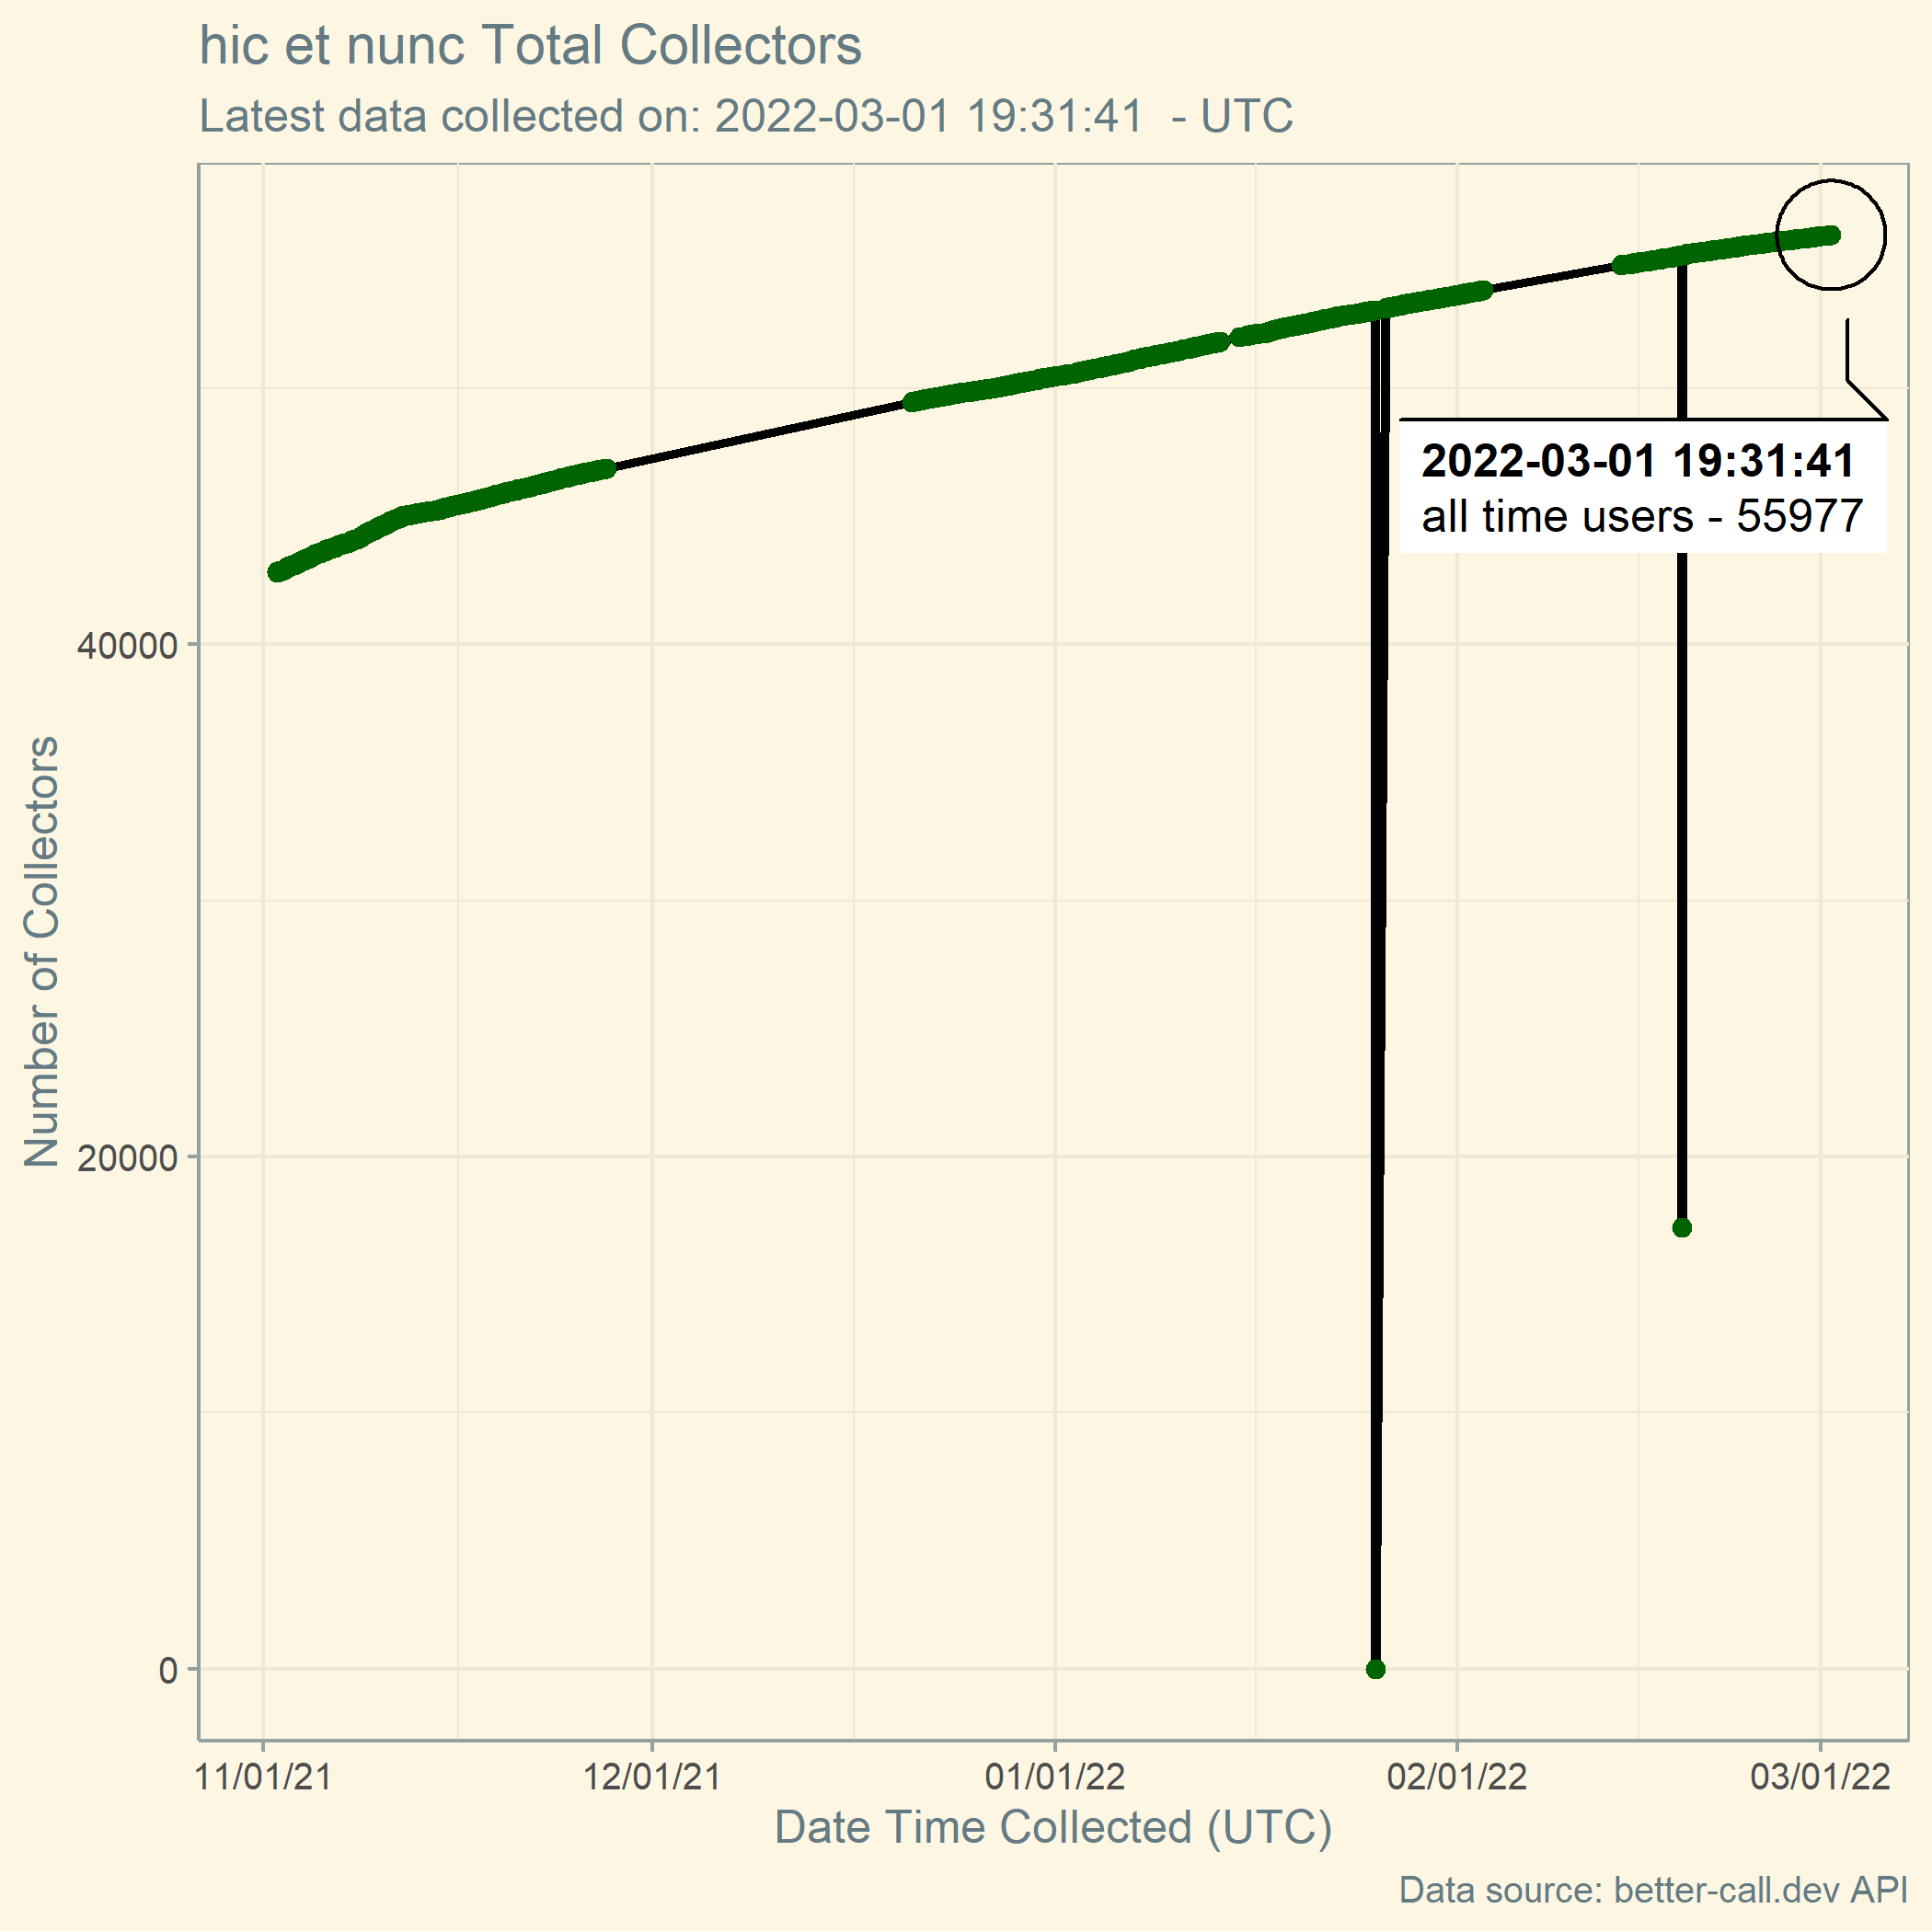 hic et nunc Total Collectors
Latest data collected on: 2022-03-01 19:31:41 - UTC
2022-03-01 19:31:41
all time users - 55977
Number of Collectors
40000
20000
0
11/01/21 12/01/21 01/01/22 02/01/22 03/01/22
Date Time Collected (UTC)
Data source: better-call.dev API